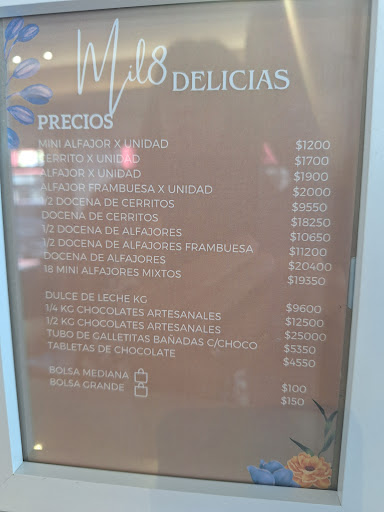 Mil8 DELICIAS
PRECIOS
MINI ALFAJOR X UNIDAD $1200
CERRITO X UNIDAD $1700
ALFAJOR X UNIDAD $1900
ALFAJOR FRAMBUESA X UNIDAD $2000
1/2 DOCENA DE CERRITOS $9550
DOCENA DE CERRITOS $18250
1/2 DOCENA DE ALFAJORES $10650
1/2 DOCENA DE ALFAJORES FRAMBUESA $11200
DOCENA DE ALFAJORES $20400
18 MINI ALFAJORES MIXTOS $19350
DULCE DE LECHE KG $9600
1/4 KG CHOCOLATES ARTESANALES $12500
1/2 KG CHOCOLATES ARTESANALES $25000
TUBO DE GALLETITAS BAÑADAS C/CHOCO $5350
TABLETAS DE CHOCOLATE $4550
BOLSA MEDIANA $100
BOLSA GRANDE $150